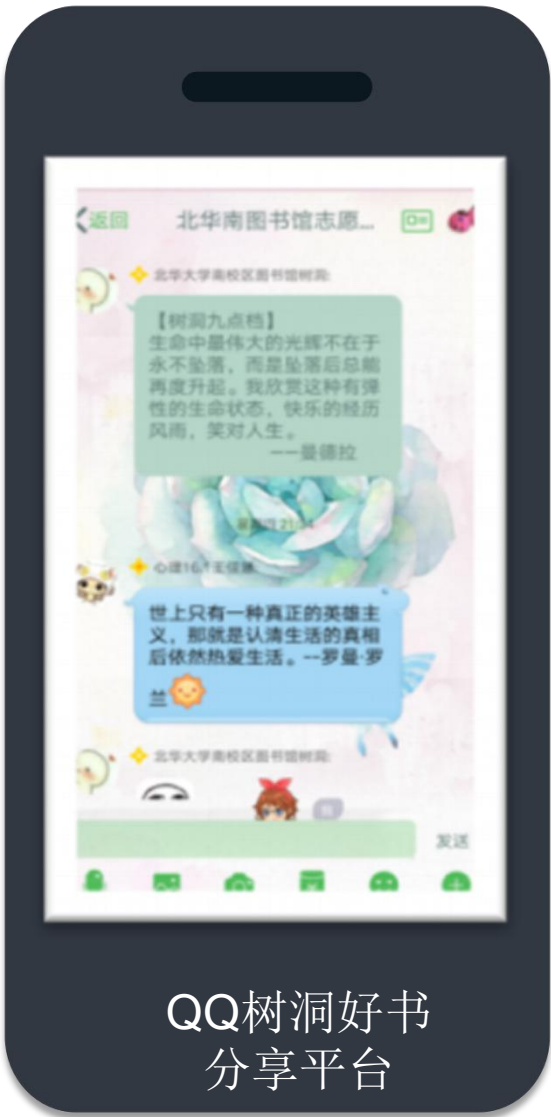 返回 北华南图书馆志愿...
北华大学南校区图书馆树洞:
【树洞九点档】
生命中最伟大的光辉不在于
永不坠落，而是坠落后总能
再度升起。我欣赏这种有弹
性的生命状态，快乐的经历
风雨，笑对人生。
——曼德拉
世上只有一种真正的英雄主
义，那就是认清生活的真相
后依然热爱生活。--罗曼·罗
兰
北华大学南校区图书馆树洞:
发送
QQ树洞好书
分享平台